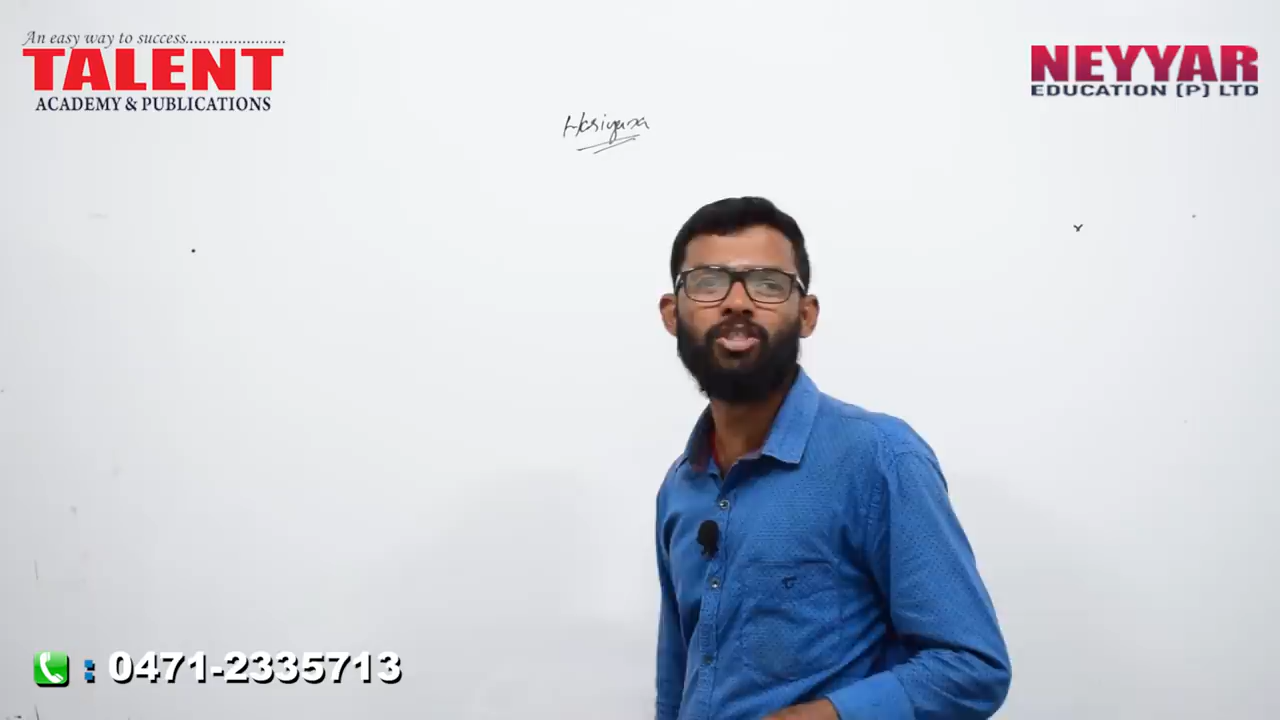 An easy way to success.......................
TALENT
ACADEMY & PUBLICATIONS
NEYYAR
EDUCATION (P) LTD
: 0471-2335713